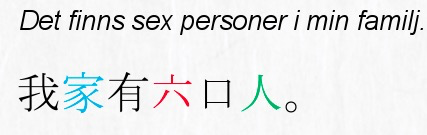 Det finns sex personer i min familj.
我家有六口人。